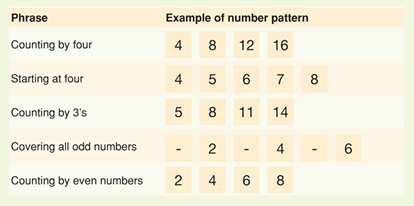 Phrase Example of number pattern
Counting by four 4 8 12 16
Starting at four 4 5 6 7 8
Counting by 3's 5 8 11 14
Covering all odd numbers - 2 - 4 - 6
Counting by even numbers 2 4 6 8